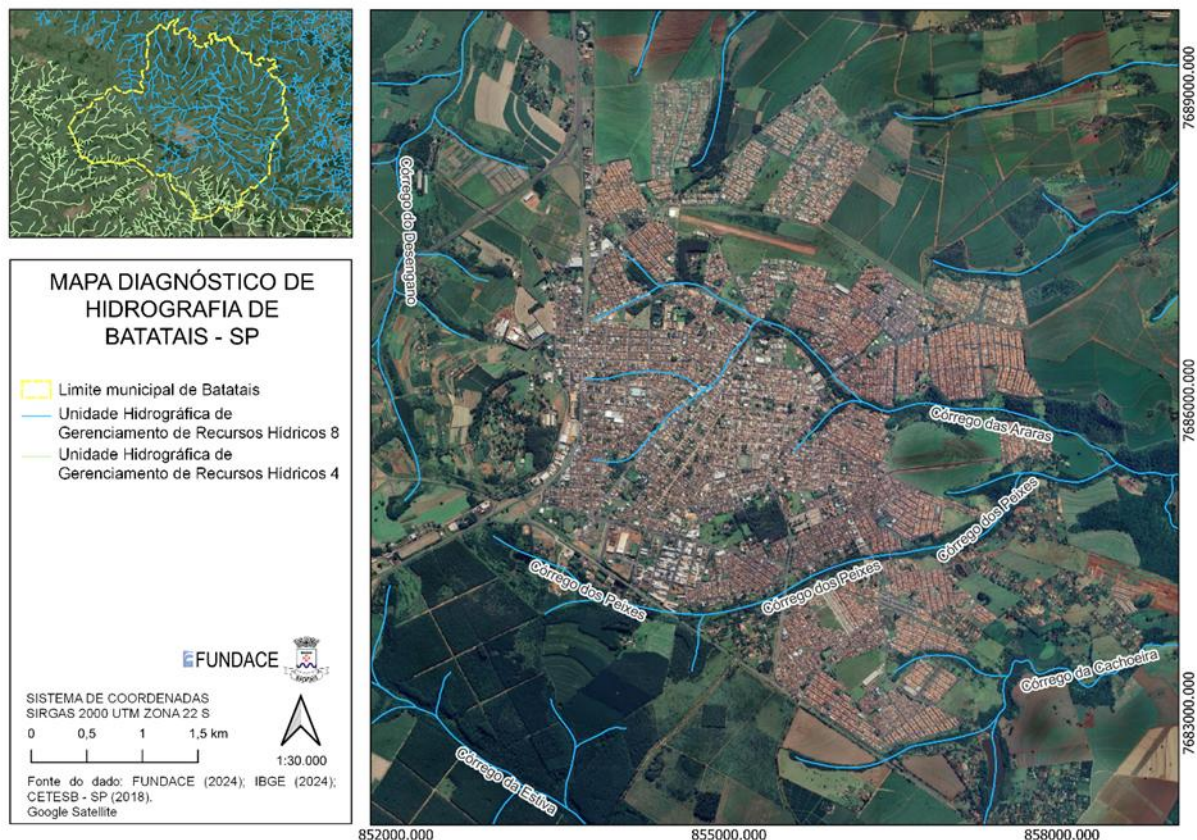 MAPA DIAGNÓSTICO DE
HIDROGRAFIA DE
BATATAIS - SP
Limite municipal de Batatais
Unidade Hidrográfica de
Gerenciamento de Recursos Hídricos 8
Unidade Hidrográfica de
Gerenciamento de Recursos Hídricos 4
FUNDACE
BATATAIS
SISTEMA DE COORDENADAS
SIRGAS 2000 UTM ZONA 22 S
0 0,5 1 1,5 km
1:30.000
Fonte do dado: FUNDACE (2024); IBGE (2024);
CETESB - SP (2018).
Google Satellite
Córrego do Desengano
Córrego das Araras
Córrego dos Peixes
Córrego dos Peixes
Córrego dos Peixes
Córrego da Cachoeira
Córrego da Estiva
7689000.000
7686000.000
7683000.000
852000.000
855000.000
858000.000